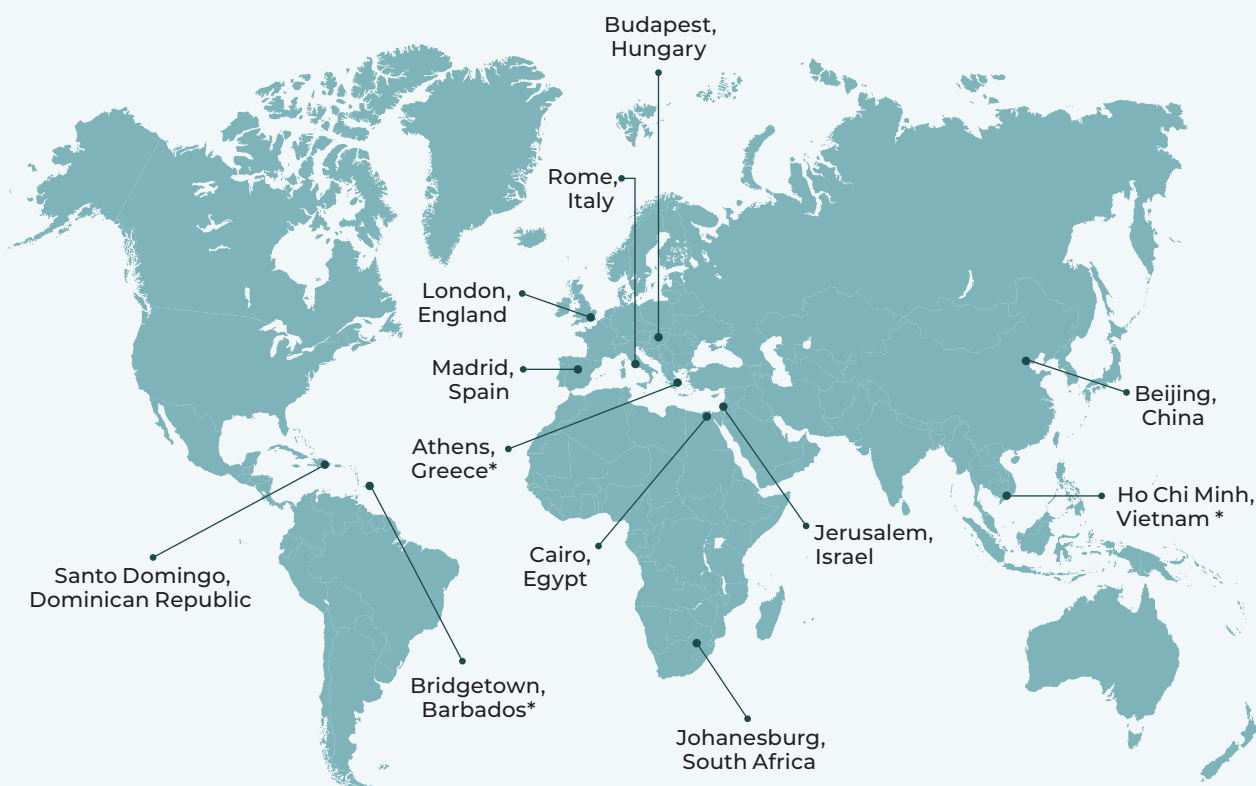 Budapest,
Hungary
Rome,
Italy
London,
England
Madrid,
Spain
Athens,
Greece*
Beijing,
China
Ho Chi Minh,
Vietnam *
Jerusalem,
Israel
Cairo,
Egypt
Santo Domingo,
Dominican Republic
Bridgetown,
Barbados*
Johanesburg,
South Africa